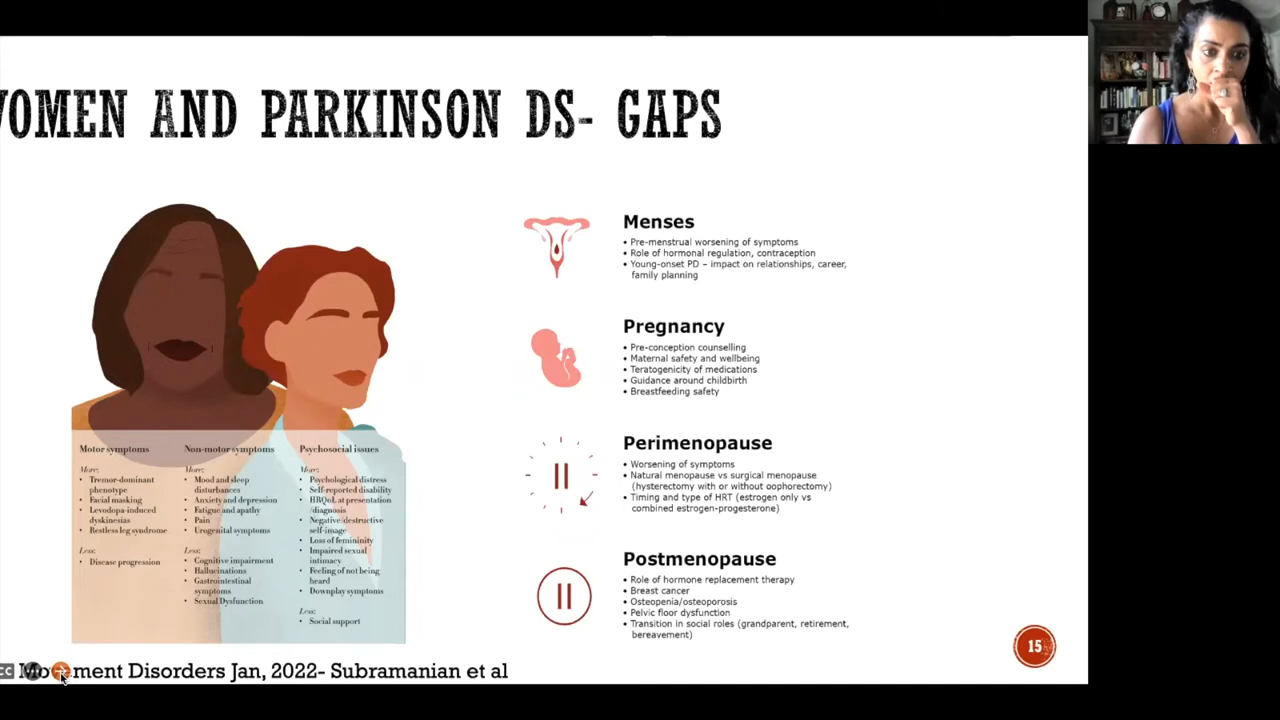 WOMEN AND PARKINSON DS- GAPS
Motor symptoms
More:
• Tremor-dominant
phenotype
• Facial masking
• Levodopa-induced
dyskinesias
• Restless leg syndrome
Less:
• Disease progression
Non-motor symptoms
More:
• Mood and sleep
disturbances
• Anxiety and depression
• Fatigue and apathy
• Pain
• Urogenital symptoms
Less:
• Cognitive impairment
• Hallucinations
• Gastrointestinal
symptoms
• Sexual Dysfunction
Psychosocial issues
More:
• Psychological distress
• Self-reported disability
• HRQoL at presentation
/diagnosis
• Negative/destructive
self-image
• Loss of femininity
• Impaired sexual
intimacy
• Feeling of not being
heard
• Downplay symptoms
Less:
• Social support
Menses
• Pre-menstrual worsening of symptoms
• Role of hormonal regulation, contraception
• Young-onset PD – impact on relationships, career,
family planning
Pregnancy
• Pre-conception counselling
• Maternal safety and wellbeing
• Teratogenicity of medications
• Guidance around childbirth
• Breastfeeding safety
Perimenopause
• Worsening of symptoms
• Natural menopause vs surgical menopause
(hysterectomy with or without oophorectomy)
• Timing and type of HRT (estrogen only vs
combined estrogen-progesterone)
Postmenopause
• Role of hormone replacement therapy
• Breast cancer
• Osteopenia/osteoporosis
• Pelvic floor dysfunction
• Transition in social roles (grandparent, retirement,
bereavement)
15
CC
Movement Disorders Jan, 2022- Subramanian et al